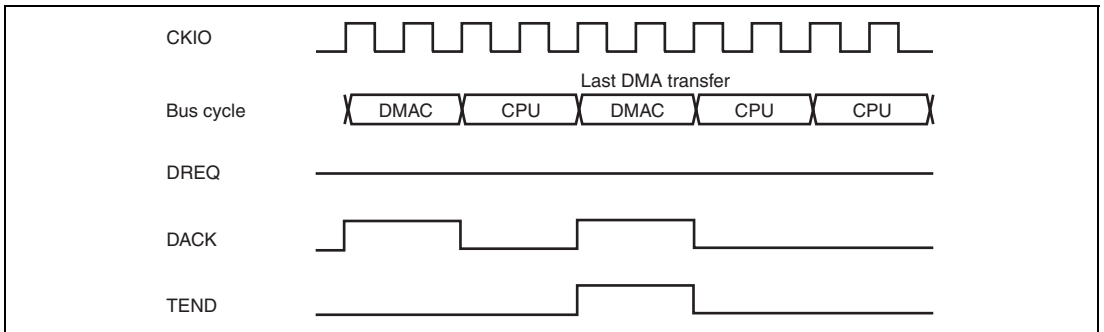 CKIO
Last DMA transfer
Bus cycle DMAC CPU DMAC CPU CPU
DREQ
DACK
TEND